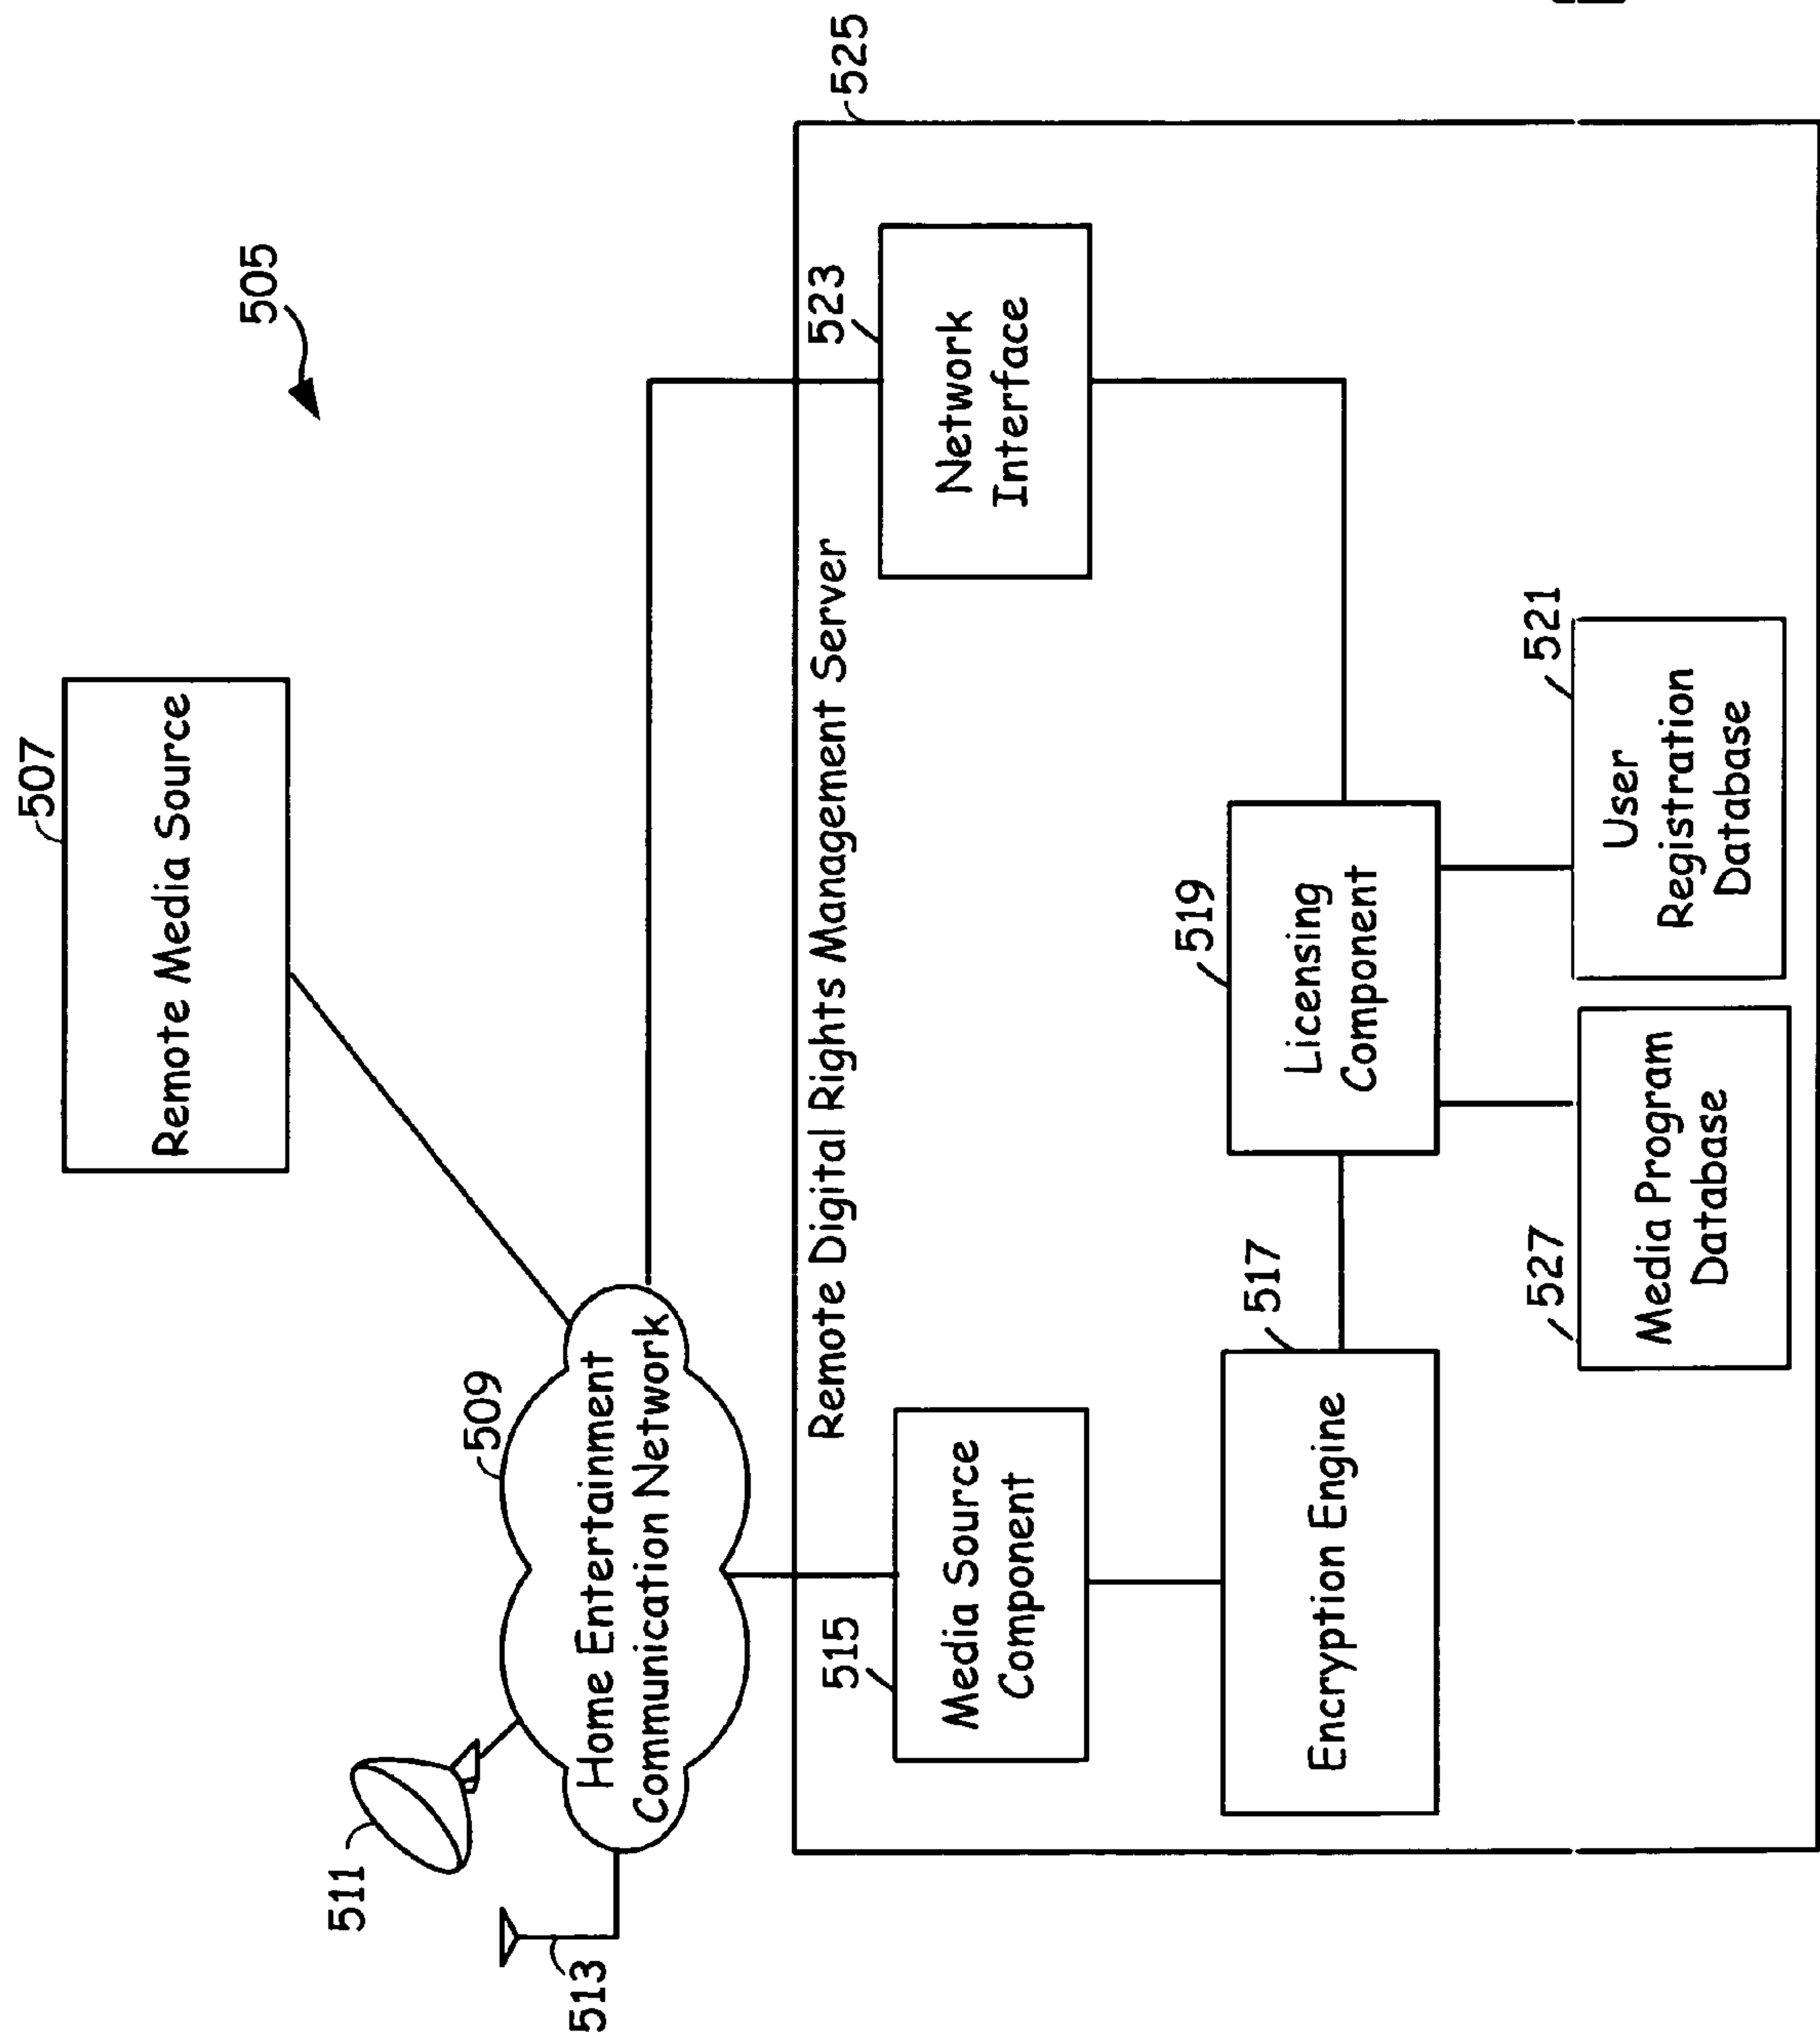 505
507
Remote Media Source
509
Home Entertainment
Communication Network
511
513
525
Remote Digital Rights Management Server
515
Media Source
Component
523
Network
Interface
517
Encryption Engine
519
Licensing
Component
527
Media Program
Database
521
User
Registration
Database